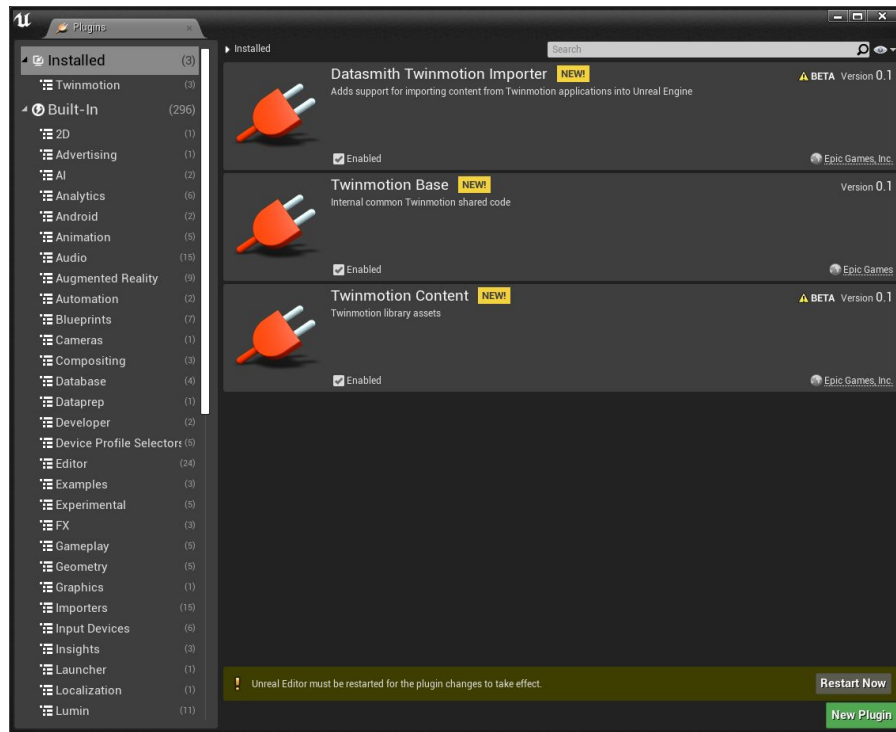 Plugins
Installed (3)
Twinmotion (3)
Built-In (296)
2D (1)
Advertising (1)
AI (2)
Analytics (6)
Android (2)
Animation (5)
Audio (15)
Augmented Reality (9)
Automation (2)
Blueprints (7)
Cameras (1)
Compositing (3)
Database (4)
Dataprep (1)
Developer (2)
Device Profile Selectors (5)
Editor (24)
Examples (3)
Experimental (5)
FX (3)
Gameplay (5)
Geometry (5)
Graphics (1)
Importers (15)
Input Devices (6)
Insights (3)
Launcher (1)
Localization (1)
Lumin (11)
Installed
Search
Datasmith Twinmotion Importer NEW! BETA Version 0.1
Adds support for importing content from Twinmotion applications into Unreal Engine
Enabled Epic Games, Inc.
Twinmotion Base NEW! Version 0.1
Internal common Twinmotion shared code
Enabled Epic Games
Twinmotion Content NEW! BETA Version 0.1
Twinmotion library assets
Enabled Epic Games, Inc.
Unreal Editor must be restarted for the plugin changes to take effect. Restart Now
New Plugin